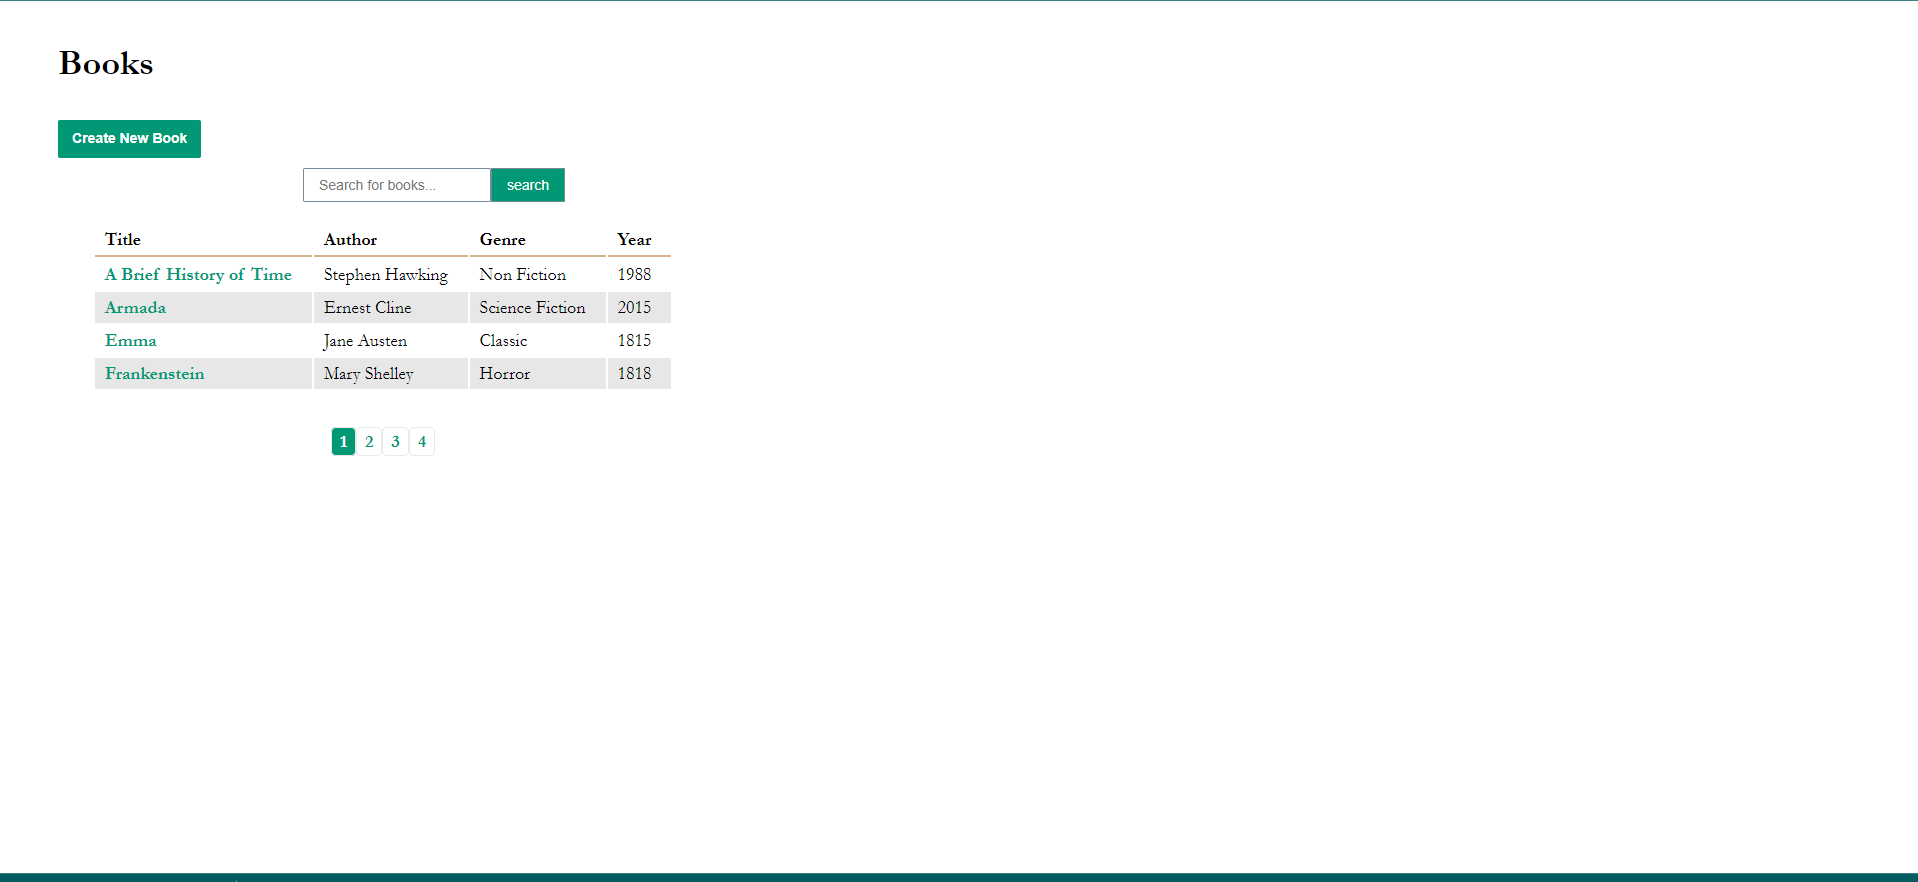 Books
Create New Book
Search for books... search
Title Author Genre Year
A Brief History of Time Stephen Hawking Non Fiction 1988
Armada Ernest Cline Science Fiction 2015
Emma Jane Austen Classic 1815
Frankenstein Mary Shelley Horror 1818
1 2 3 4